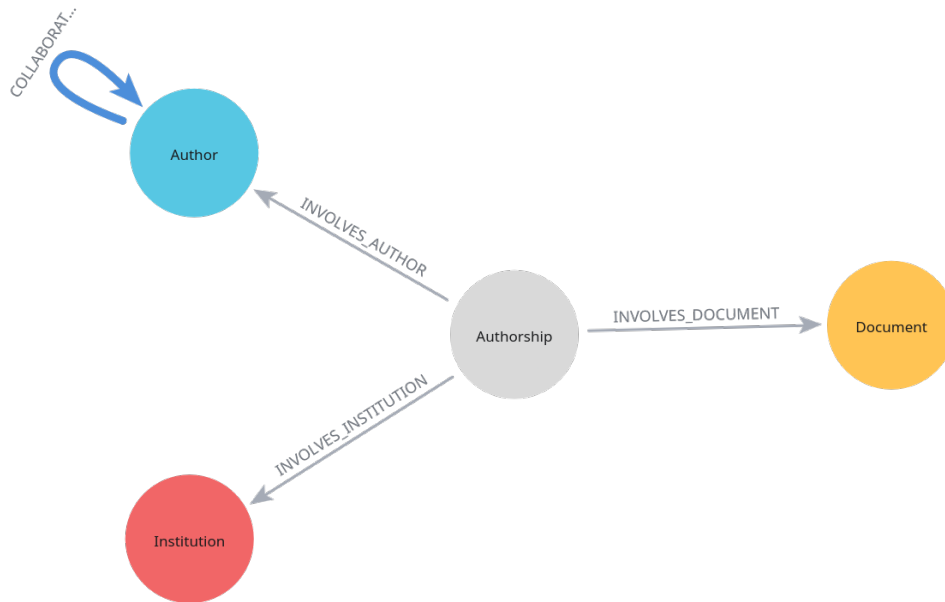 COLLABORAT...
Author
INVOLVES_AUTHOR
Authorship
INVOLVES_DOCUMENT
Document
INVOLVES_INSTITUTION
Institution